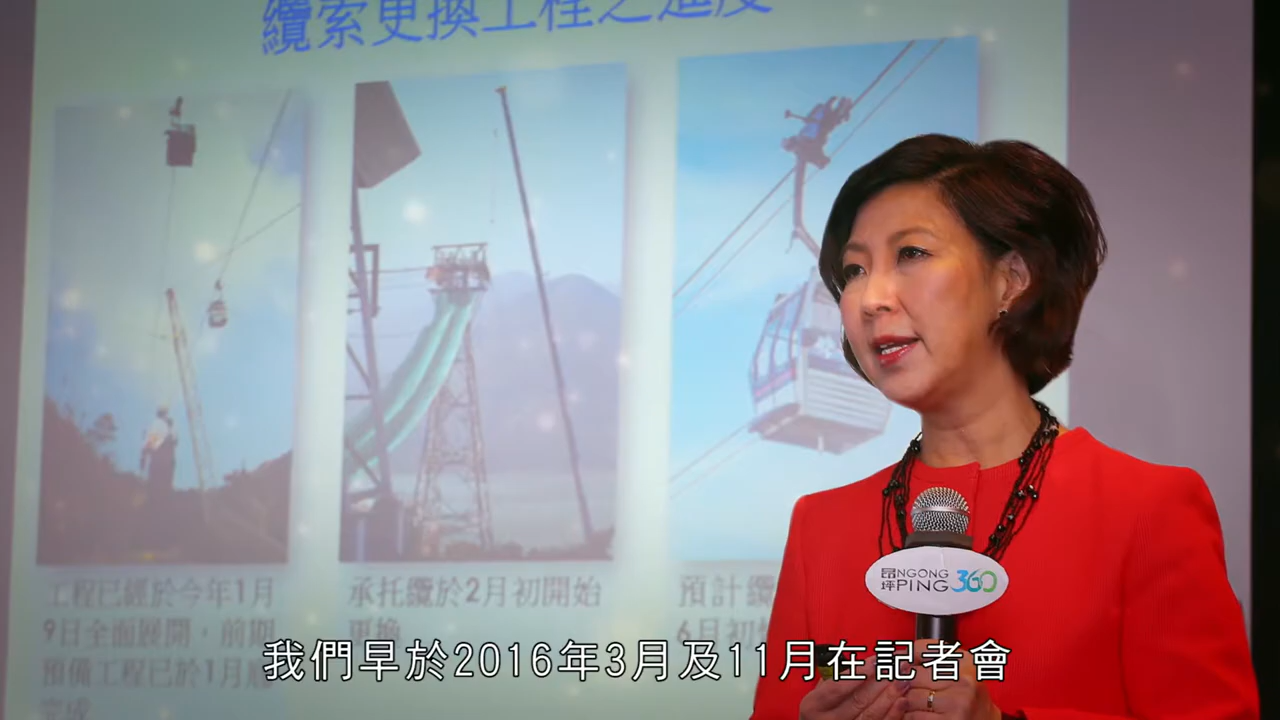 纜索更換工程之進度
工程已經於今年1月
9日全面展開，前期
預備工程已於1月底
完成
承托纜於2月初開始
更換
預計纜
6月初
昂坪 NGONG PING 360
我們早於2016年3月及11月在記者會